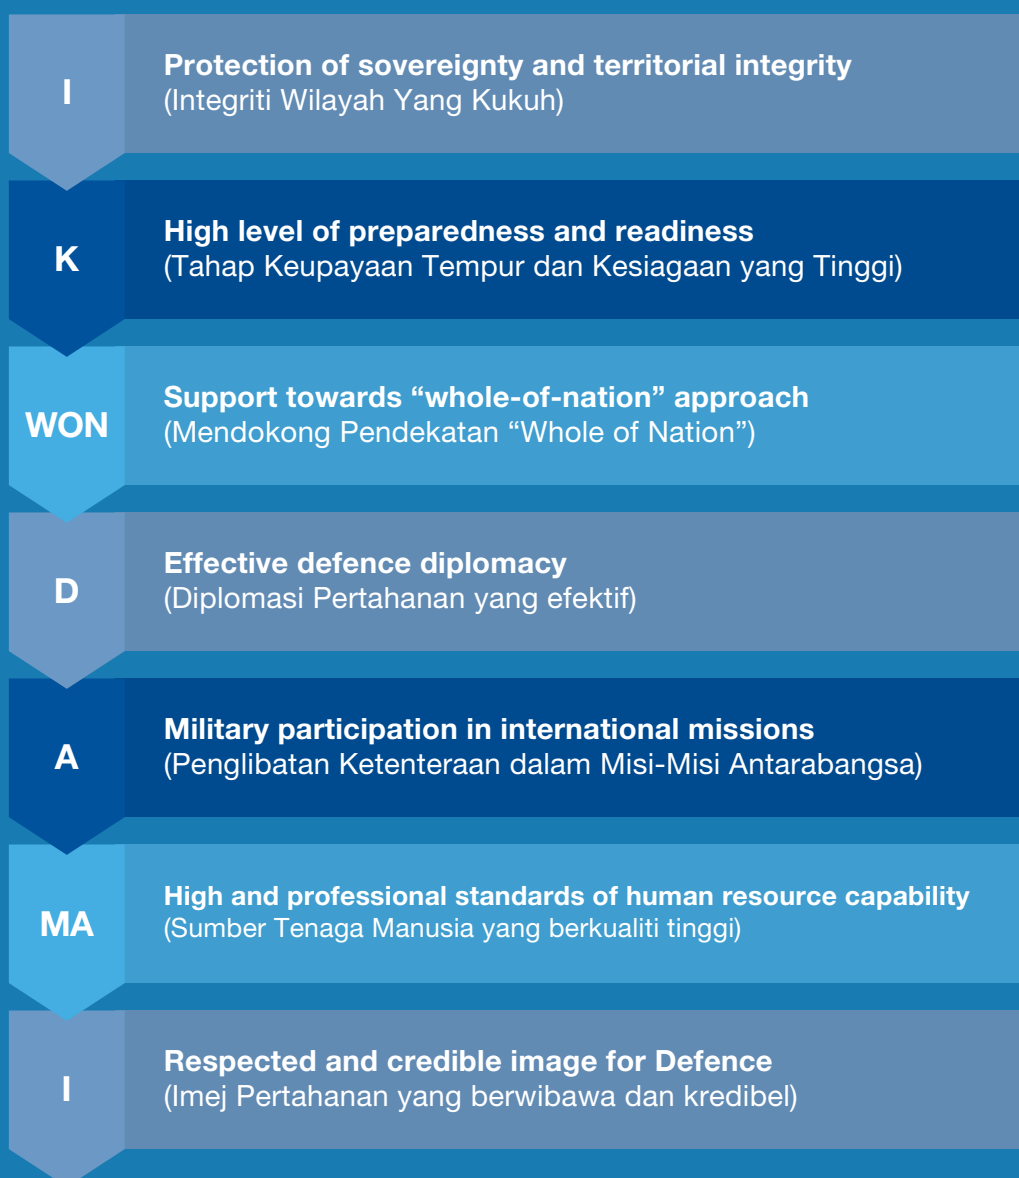 I
Protection of sovereignty and territorial integrity
(Integriti Wilayah Yang Kukuh)
K
High level of preparedness and readiness
(Tahap Keupayaan Tempur dan Kesiagaan yang Tinggi)
WON
Support towards “whole-of-nation” approach
(Mendokong Pendekatan “Whole of Nation”)
D
Effective defence diplomacy
(Diplomasi Pertahanan yang efektif)
A
Military participation in international missions
(Penglibatan Ketenteraan dalam Misi-Misi Antarabangsa)
MA
High and professional standards of human resource capability
(Sumber Tenaga Manusia yang berkualiti tinggi)
I
Respected and credible image for Defence
(Imej Pertahanan yang berwibawa dan kredibel)